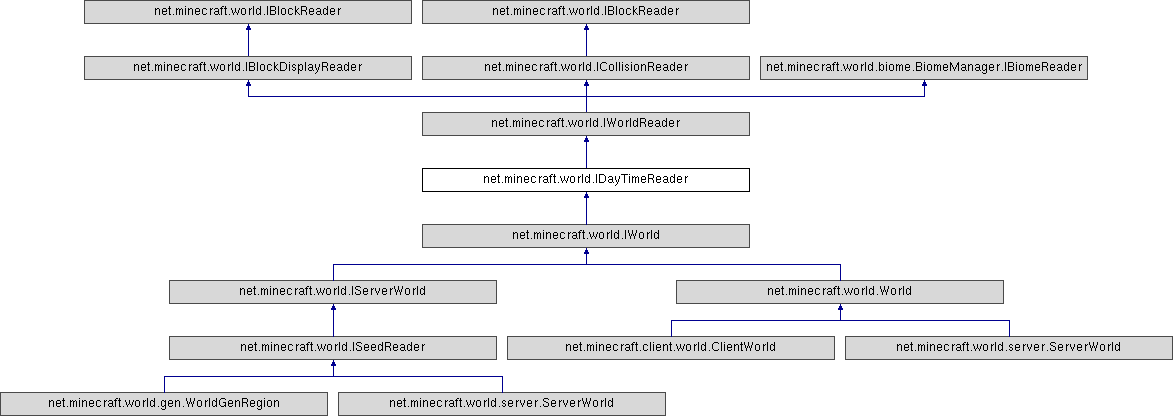 net.minecraft.world.IBlockReader
net.minecraft.world.IBlockReader
net.minecraft.world.IBlockDisplayReader
net.minecraft.world.ICollisionReader
net.minecraft.world.biome.BiomeManager.IBiomeReader
net.minecraft.world.IWorldReader
net.minecraft.world.IDayTimeReader
net.minecraft.world.IWorld
net.minecraft.world.IServerWorld
net.minecraft.world.World
net.minecraft.world.ISeedReader
net.minecraft.client.world.ClientWorld
net.minecraft.world.server.ServerWorld
net.minecraft.world.gen.WorldGenRegion
net.minecraft.world.server.ServerWorld